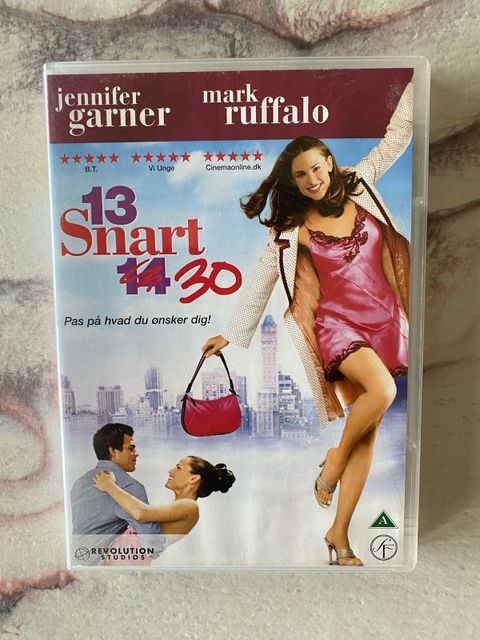 jennifer garner
mark ruffalo
★★★★★ ★★★★★ ★★★★★
B.T. Vi Unge Cinemaonline.dk
13
Snart
14 30
Pas på hvad du ønsker dig!
REVOLUTION
STUDIOS
A
SF